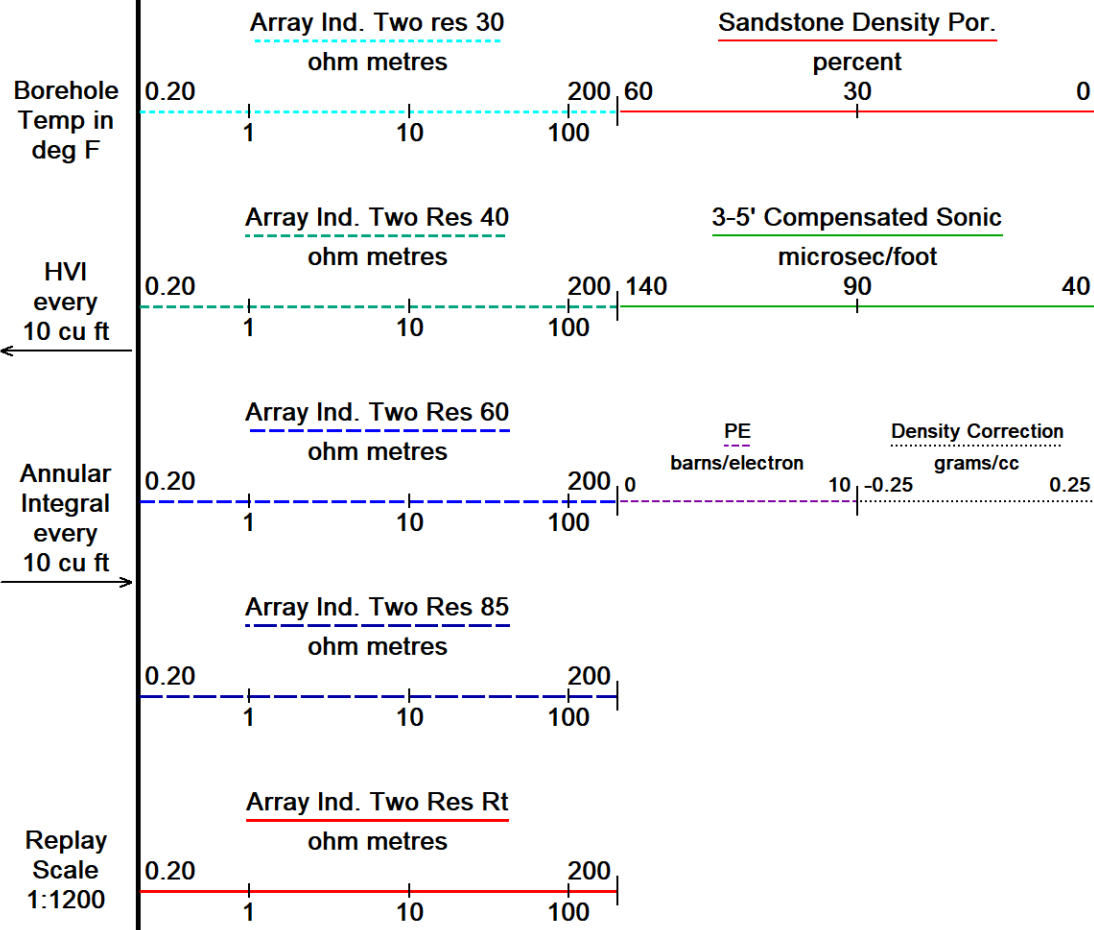 Array Ind. Two res 30
ohm metres
0.20 200
1 10 100
Sandstone Density Por.
percent
60 30 0
Borehole
Temp in
deg F
Array Ind. Two Res 40
ohm metres
0.20 200
1 10 100
3-5' Compensated Sonic
microsec/foot
140 90 40
HVI
every
10 cu ft
Array Ind. Two Res 60
ohm metres
0.20 200
1 10 100
PE
barns/electron
0 10
Density Correction
grams/cc
-0.25 0.25
Annular
Integral
every
10 cu ft
Array Ind. Two Res 85
ohm metres
0.20 200
1 10 100
Array Ind. Two Res Rt
ohm metres
0.20 200
1 10 100
Replay
Scale
1:1200